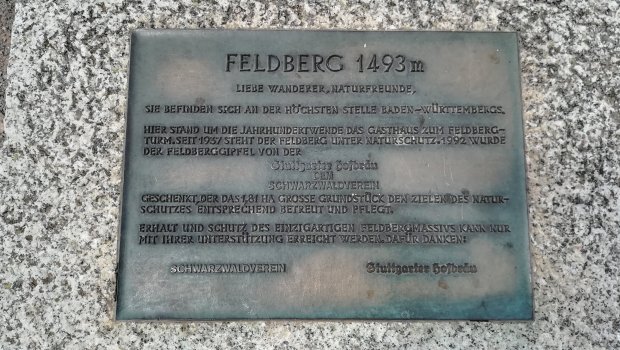 FELDBERG 1493 m
LIEBE WANDERER, NATURFREUNDE,
SIE BEFINDEN SICH AN DER HÖCHSTEN STELLE BADEN-WÜRTTEMBERGS.
HIER STAND UM DIE JAHRHUNDERTWENDE DAS GASTHAUS ZUM FELDBERG-
TURM. SEIT 1937 STEHT DER FELDBERG UNTER NATURSCHUTZ. 1992 WURDE
DER FELDBERGGIPFEL VON DER
Stuttgarter Hofbräu
DEM
SCHWARZWALDVEREIN
GESCHENKT, DER DAS 1,81 HA GROSSE GRUNDSTÜCK DEN ZIELEN DES NATUR-
SCHUTZES ENTSPRECHEND BETREUT UND PFLEGT.
ERHALT UND SCHUTZ DES EINZIGARTIGEN FELDBERGMASSIVS KANN NUR
MIT IHRER UNTERSTÜTZUNG ERREICHT WERDEN. DAFÜR DANKEN:
SCHWARZWALDVEREIN Stuttgarter Hofbräu